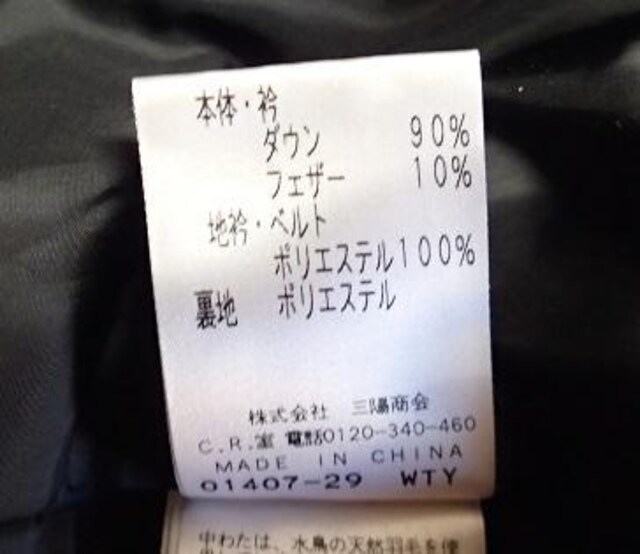 本体・衿
ダウン 90%
フェザー 10%
地衿・ベルト
ポリエステル100%
裏地 ポリエステル
株式会社 三陽商会
C.R.室 電話0120-340-460
MADE IN CHINA
01407-29 WTY
中わたは、水鳥の天然羽毛を使